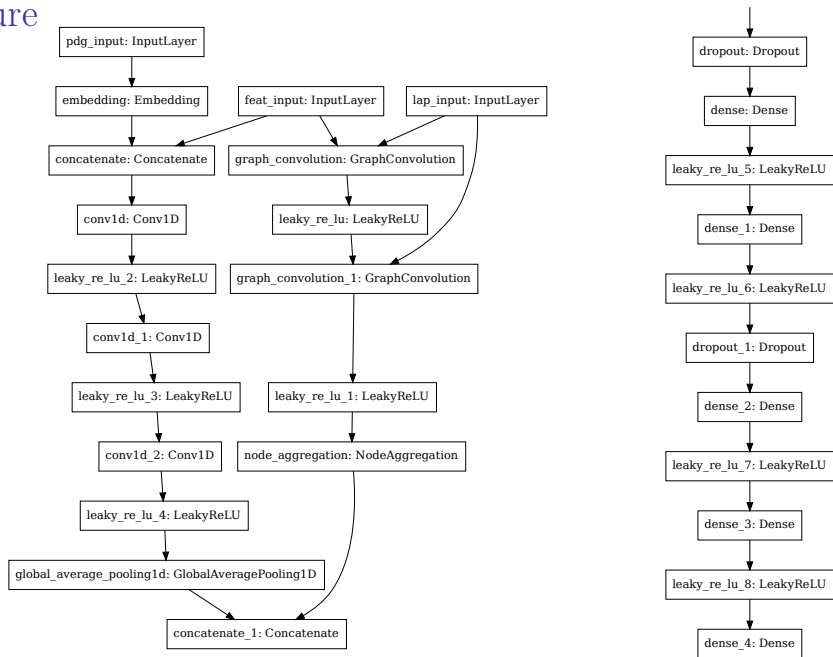 ure
pdg_input: InputLayer
embedding: Embedding
feat_input: InputLayer
lap_input: InputLayer
concatenate: Concatenate
graph_convolution: GraphConvolution
conv1d: Conv1D
leaky_re_lu: LeakyReLU
leaky_re_lu_2: LeakyReLU
graph_convolution_1: GraphConvolution
conv1d_1: Conv1D
leaky_re_lu_3: LeakyReLU
leaky_re_lu_1: LeakyReLU
conv1d_2: Conv1D
node_aggregation: NodeAggregation
leaky_re_lu_4: LeakyReLU
global_average_pooling1d: GlobalAveragePooling1D
concatenate_1: Concatenate
dropout: Dropout
dense: Dense
leaky_re_lu_5: LeakyReLU
dense_1: Dense
leaky_re_lu_6: LeakyReLU
dropout_1: Dropout
dense_2: Dense
leaky_re_lu_7: LeakyReLU
dense_3: Dense
leaky_re_lu_8: LeakyReLU
dense_4: Dense